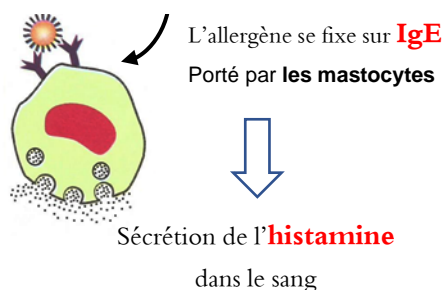 L'allergène se fixe sur IgE
Porté par les mastocytes
Sécrétion de l'histamine
dans le sang